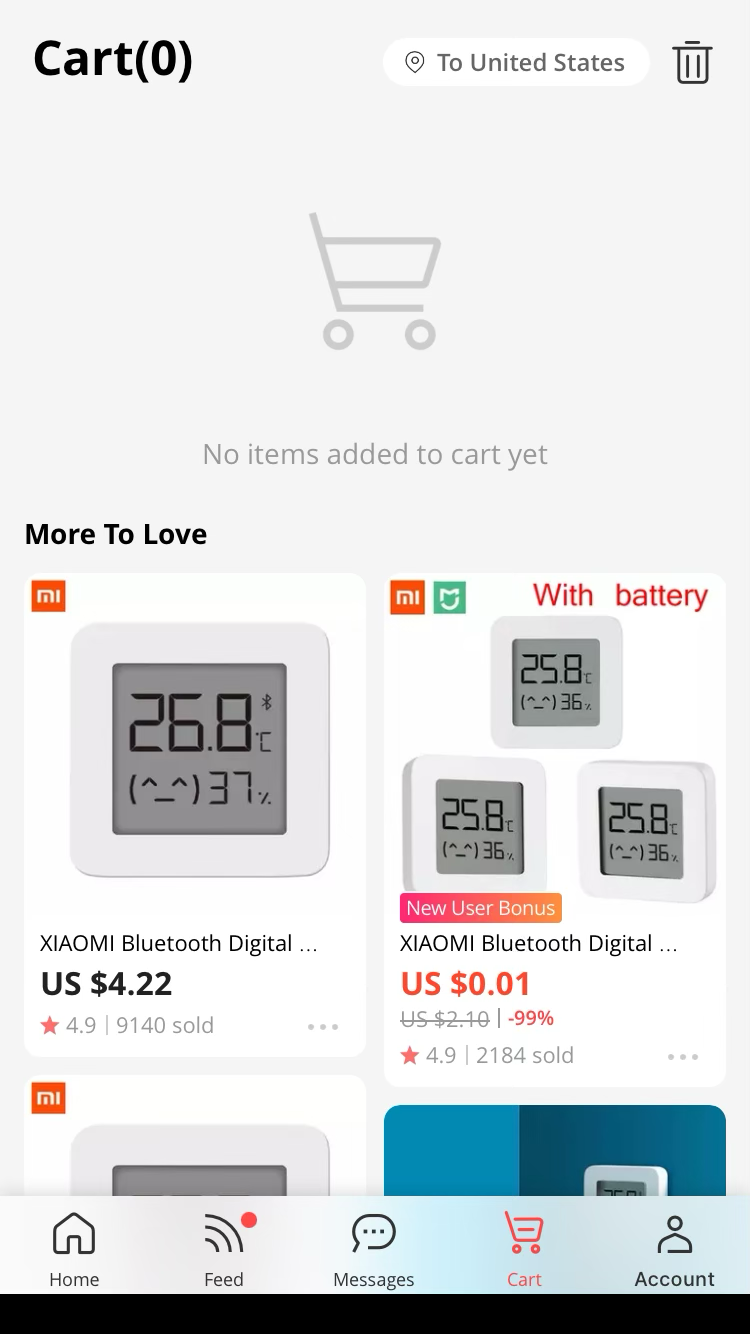 Cart(0)
To United States
No items added to cart yet
More To Love
mi
26.8 ℃
(^_^) 37 %
XIAOMI Bluetooth Digital ...
US $4.22
4.9 | 9140 sold
mi
With battery
25.8 ℃
(^_^) 36 %
25.8 ℃
(^_^) 36 %
25.8 ℃
(^_^) 36 %
New User Bonus
XIAOMI Bluetooth Digital ...
US $0.01
US $2.10 | -99%
4.9 | 2184 sold
mi
Home
Feed
Messages
Cart
Account